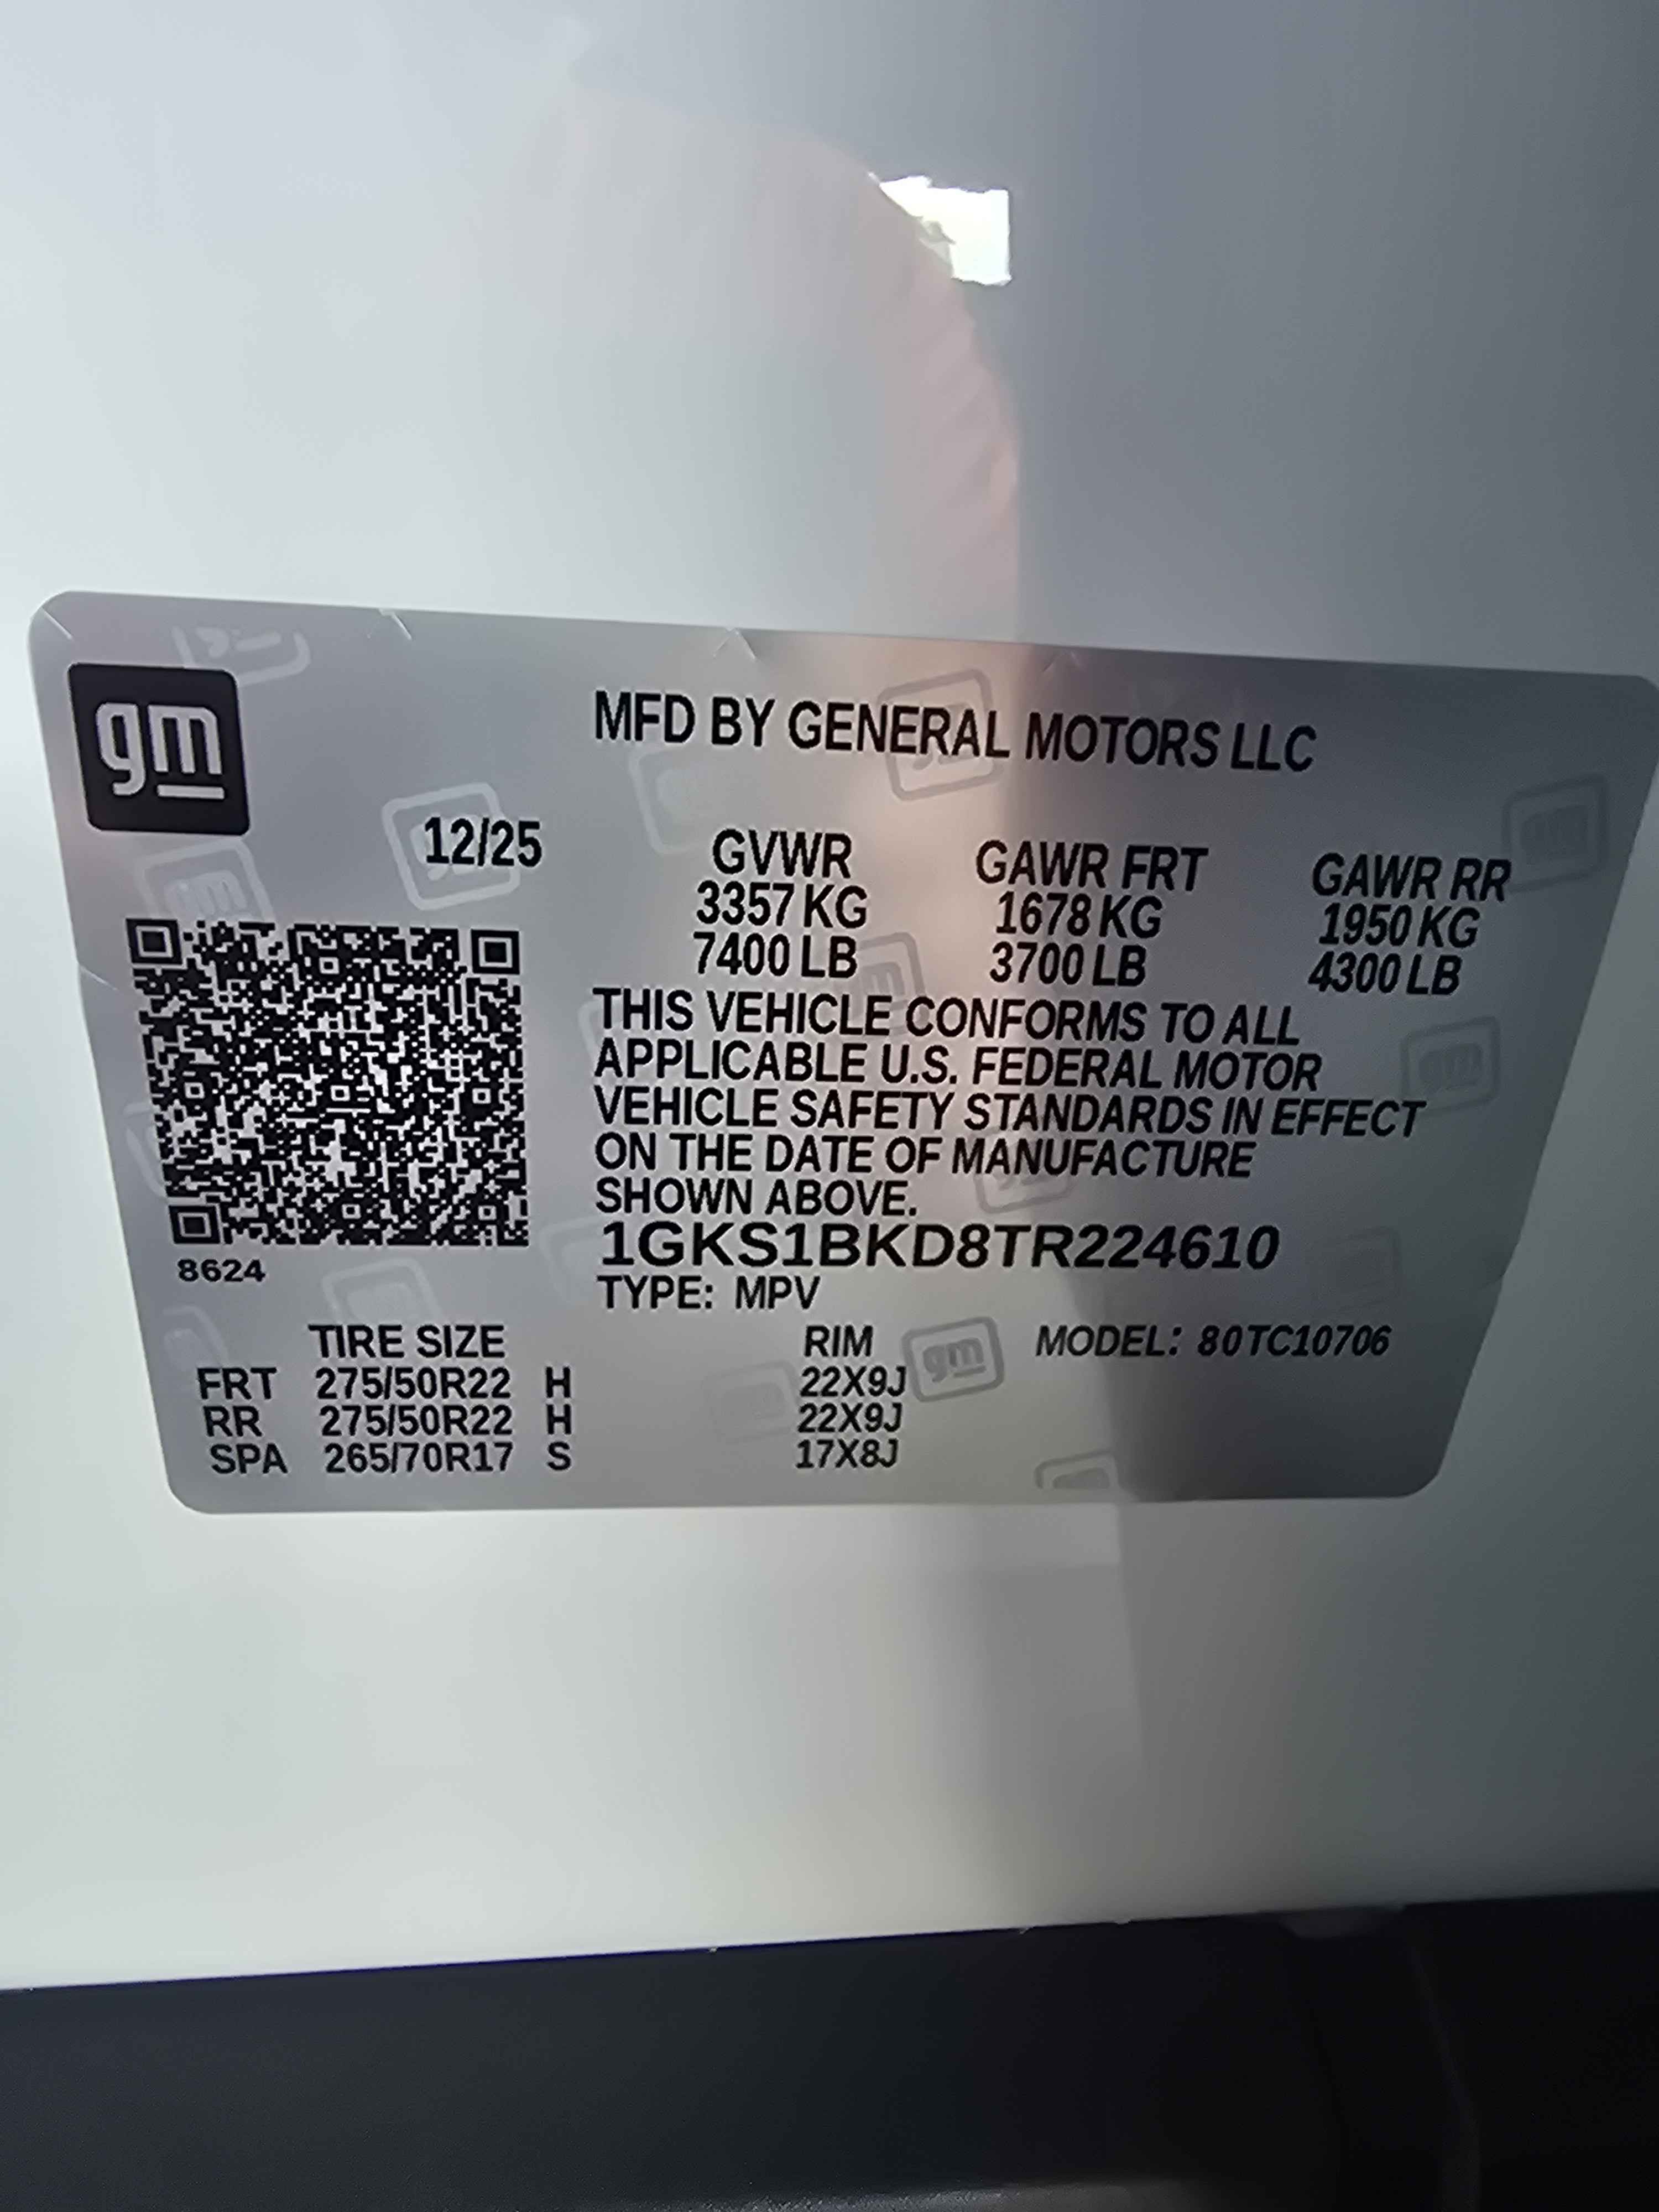 gm
MFD BY GENERAL MOTORS LLC
12/25
GVWR GAWR FRT GAWR RR
3357 KG 1678 KG 1950 KG
7400 LB 3700 LB 4300 LB
THIS VEHICLE CONFORMS TO ALL
APPLICABLE U.S. FEDERAL MOTOR
VEHICLE SAFETY STANDARDS IN EFFECT
ON THE DATE OF MANUFACTURE
SHOWN ABOVE.
1GKS1BKD8TR224610
8624
TYPE: MPV
TIRE SIZE RIM MODEL: 80TC10706
FRT 275/50R22 H 22X9J
RR 275/50R22 H 22X9J
SPA 265/70R17 S 17X8J
gm